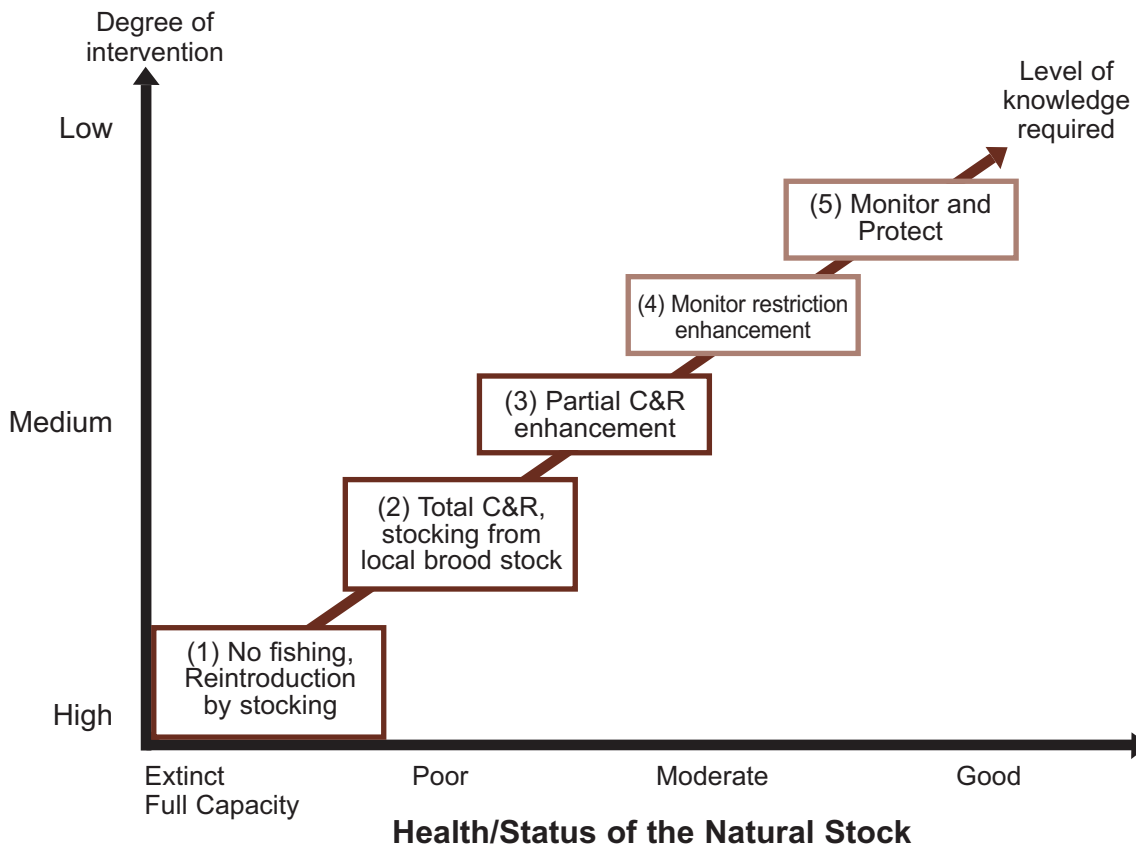 Degree of
intervention
Low
Medium
High
Level of
knowledge
required
(5) Monitor and
Protect
(4) Monitor restriction
enhancement
(3) Partial C&R
enhancement
(2) Total C&R,
stocking from
local brood stock
(1) No fishing,
Reintroduction
by stocking
Extinct
Full Capacity
Poor
Moderate
Good
Health/Status of the Natural Stock